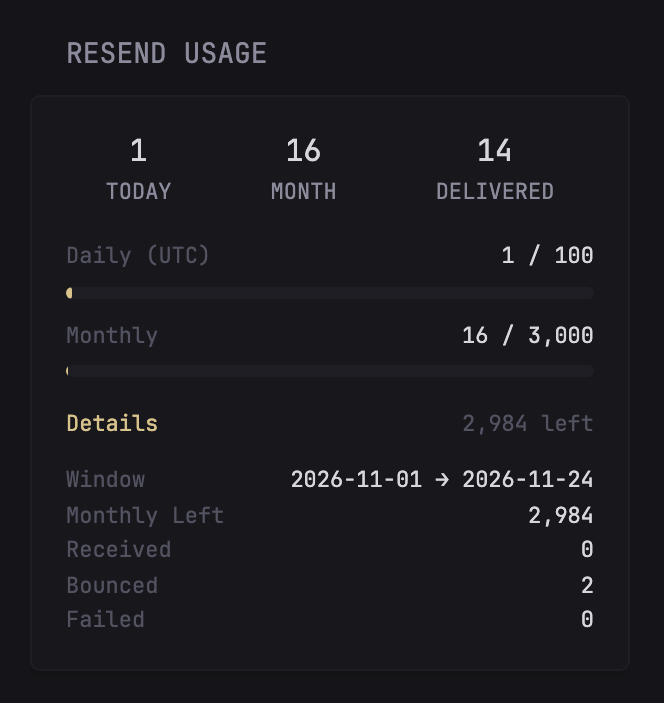 RESEND USAGE
1 16 14
TODAY MONTH DELIVERED
Daily (UTC) 1 / 100
Monthly 16 / 3,000
Details 2,984 left
Window 2026-11-01 → 2026-11-24
Monthly Left 2,984
Received 0
Bounced 2
Failed 0